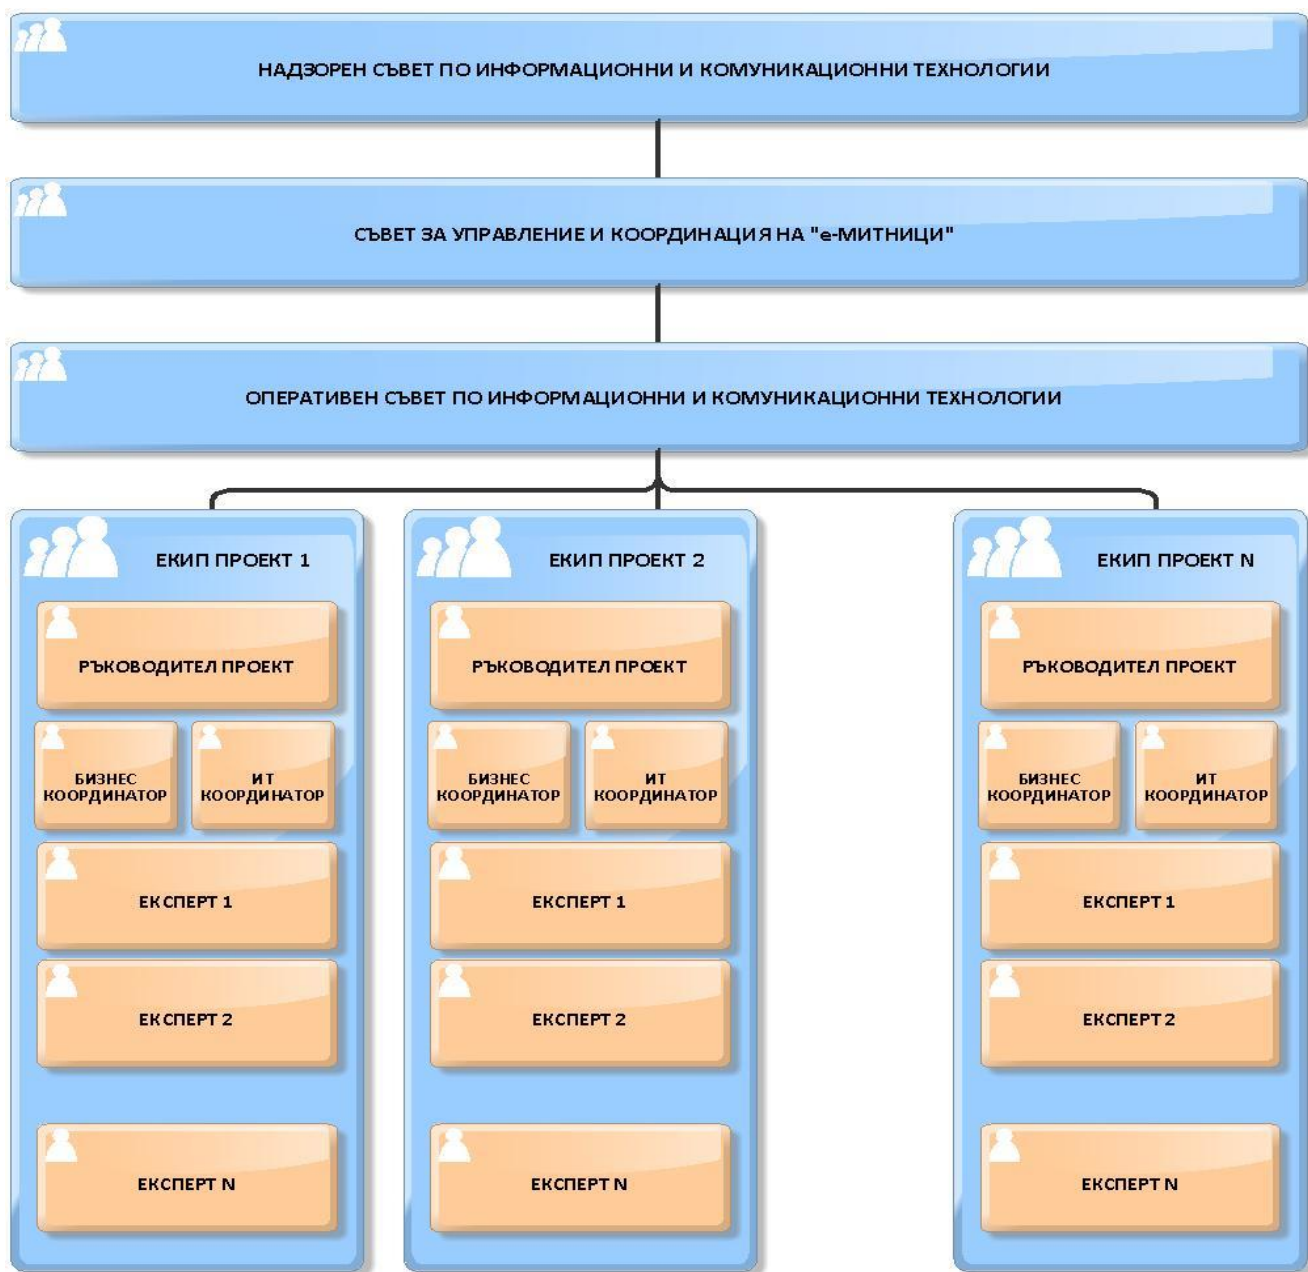 НАДЗОРЕН СЪВЕТ ПО ИНФОРМАЦИОННИ И КОМУНИКАЦИОННИ ТЕХНОЛОГИИ
СЪВЕТ ЗА УПРАВЛЕНИЕ И КООРДИНАЦИЯ НА "е-МИТНИЦИ"
ОПЕРАТИВЕН СЪВЕТ ПО ИНФОРМАЦИОННИ И КОМУНИКАЦИОННИ ТЕХНОЛОГИИ
ЕКИП ПРОЕКТ 1
РЪКОВОДИТЕЛ ПРОЕКТ
БИЗНЕС
КООРДИНАТОР
ИТ
КООРДИНАТОР
ЕКСПЕРТ 1
ЕКСПЕРТ 2
ЕКСПЕРТ N
ЕКИП ПРОЕКТ 2
РЪКОВОДИТЕЛ ПРОЕКТ
БИЗНЕС
КООРДИНАТОР
ИТ
КООРДИНАТОР
ЕКСПЕРТ 1
ЕКСПЕРТ 2
ЕКСПЕРТ N
ЕКИП ПРОЕКТ N
РЪКОВОДИТЕЛ ПРОЕКТ
БИЗНЕС
КООРДИНАТОР
ИТ
КООРДИНАТОР
ЕКСПЕРТ 1
ЕКСПЕРТ 2
ЕКСПЕРТ N